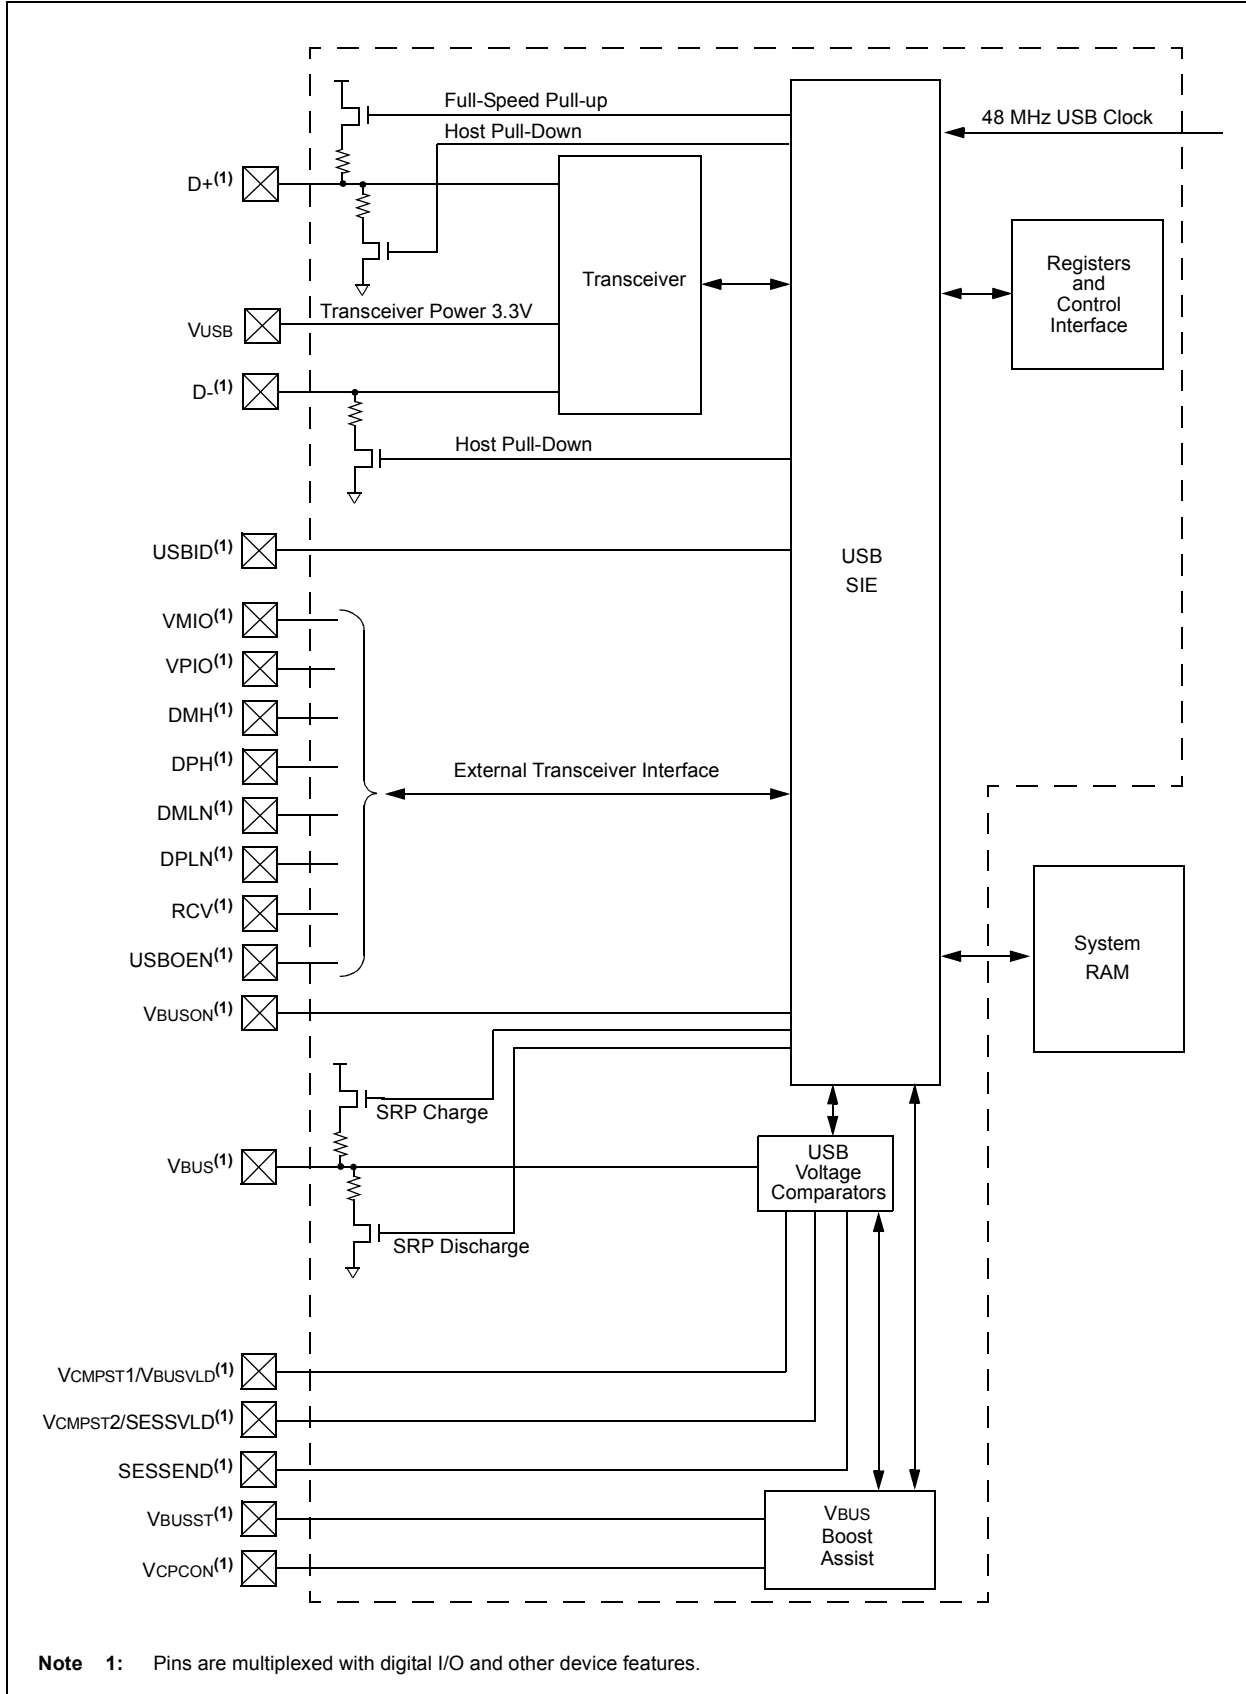 Full-Speed Pull-up
48 MHz USB Clock
Host Pull-Down
D+(1)
Registers
and
Control
Interface
Transceiver
Transceiver Power 3.3V
VUSB
D-(1)
Host Pull-Down
USBID(1)
USB
SIE
VMIO(1)
VPIO(1)
DMH(1)
DPH(1)
External Transceiver Interface
DMLN(1)
DPLN(1)
RCV(1)
USBOEN(1)
System
RAM
VBUSON(1)
SRP Charge
VBUS(1)
USB
Voltage
Comparators
SRP Discharge
VCMPST1/VBUSVLD(1)
VCMPST2/SESSVLD(1)
SESSEND(1)
VBUSST(1)
VBUS
Boost
Assist
VCPCON(1)
Note 1: Pins are multiplexed with digital I/O and other device features.